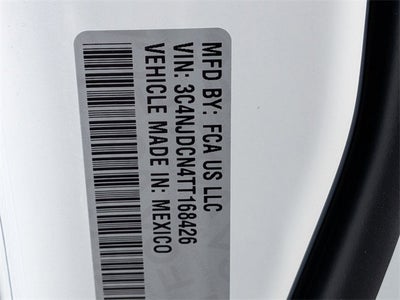 MFD BY: FCA US LLC
VIN: 3C4NJDCN4TT168426
VEHICLE MADE IN: MEXICO